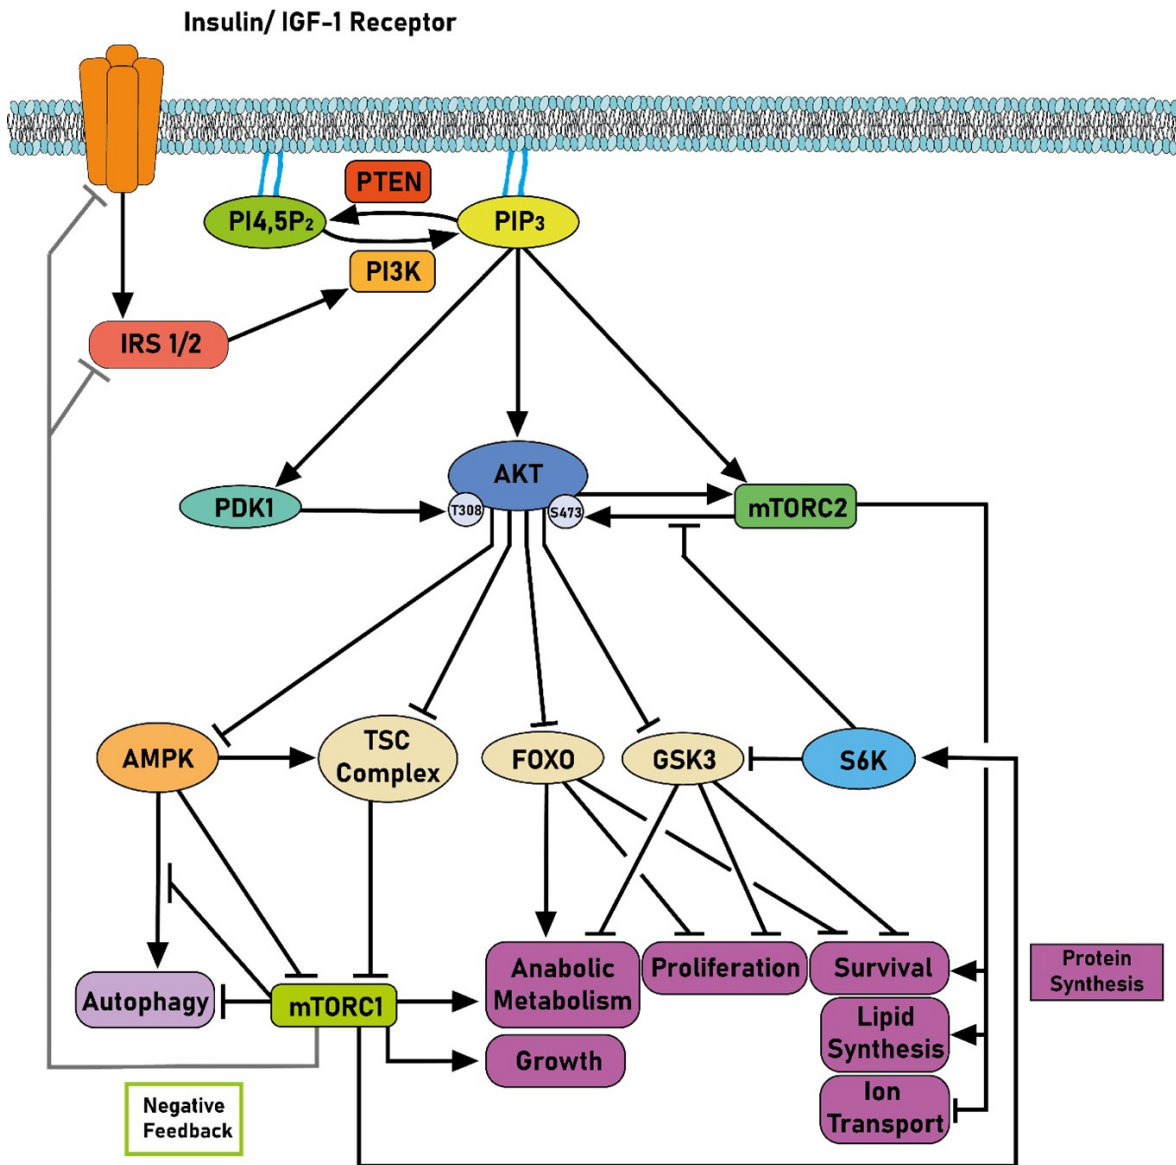 Insulin/ IGF-1 Receptor
PTEN
PI4,5P₂
PIP₃
PI3K
IRS 1/2
AKT
PDK1
T308
S473
mTORC2
AMPK
TSC
Complex
FOXO
GSK3
S6K
Autophagy
mTORC1
Anabolic
Metabolism
Proliferation
Survival
Protein
Synthesis
Lipid
Synthesis
Growth
Ion
Transport
Negative
Feedback